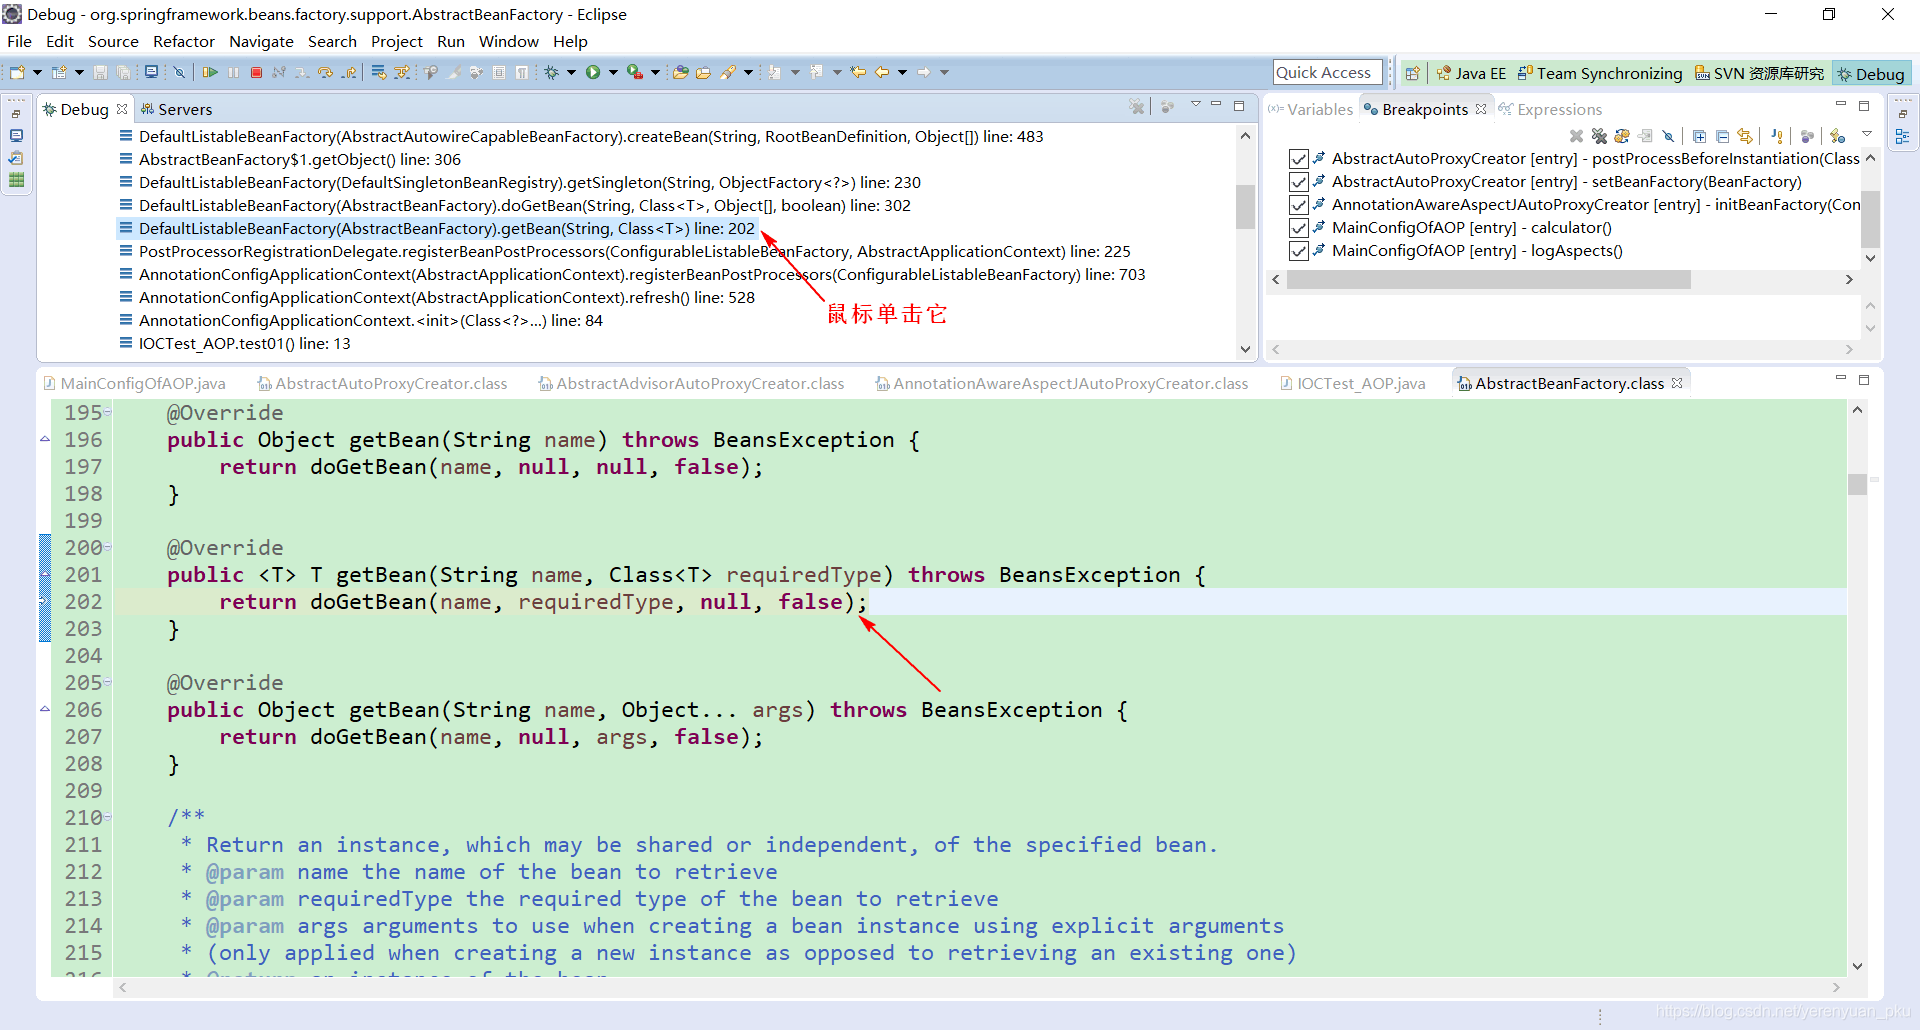 Debug - org.springframework.beans.factory.support.AbstractBeanFactory - Eclipse
File Edit Source Refactor Navigate Search Project Run Window Help
Quick Access
Java EE Team Synchronizing SVN 资源库研究 Debug
Debug Servers
DefaultListableBeanFactory(AbstractAutowireCapableBeanFactory).createBean(String, RootBeanDefinition, Object[]) line: 483
AbstractBeanFactory$1.getObject() line: 306
DefaultListableBeanFactory(DefaultSingletonBeanRegistry).getSingleton(String, ObjectFactory<?>) line: 230
DefaultListableBeanFactory(AbstractBeanFactory).doGetBean(String, Class<T>, Object[], boolean) line: 302
DefaultListableBeanFactory(AbstractBeanFactory).getBean(String, Class<T>) line: 202
PostProcessorRegistrationDelegate.registerBeanPostProcessors(ConfigurableListableBeanFactory, AbstractApplicationContext) line: 225
AnnotationConfigApplicationContext(AbstractApplicationContext).registerBeanPostProcessors(ConfigurableListableBeanFactory) line: 703
AnnotationConfigApplicationContext(AbstractApplicationContext).refresh() line: 528
AnnotationConfigApplicationContext.<init>(Class<?>...) line: 84
IOCTest_AOP.test01() line: 13
鼠标单击它
(x)= Variables Breakpoints Expressions
AbstractAutoProxyCreator [entry] - postProcessBeforeInstantiation(Class
AbstractAutoProxyCreator [entry] - setBeanFactory(BeanFactory)
AnnotationAwareAspectJAutoProxyCreator [entry] - initBeanFactory(Con
MainConfigOfAOP [entry] - calculator()
MainConfigOfAOP [entry] - logAspects()
MainConfigOfAOP.java AbstractAutoProxyCreator.class AbstractAdvisorAutoProxyCreator.class AnnotationAwareAspectJAutoProxyCreator.class IOCTest_AOP.java AbstractBeanFactory.class
195 @Override
196 public Object getBean(String name) throws BeansException {
197 return doGetBean(name, null, null, false);
198 }
199
200 @Override
201 public <T> T getBean(String name, Class<T> requiredType) throws BeansException {
202 return doGetBean(name, requiredType, null, false);
203 }
204
205 @Override
206 public Object getBean(String name, Object... args) throws BeansException {
207 return doGetBean(name, null, args, false);
208 }
209
210 /**
211 * Return an instance, which may be shared or independent, of the specified bean.
212 * @param name the name of the bean to retrieve
213 * @param requiredType the required type of the bean to retrieve
214 * @param args arguments to use when creating a bean instance using explicit arguments
215 * (only applied when creating a new instance as opposed to retrieving an existing one)
216 * @return an instance of the bean
https://blog.csdn.net/yerenyuan_pku